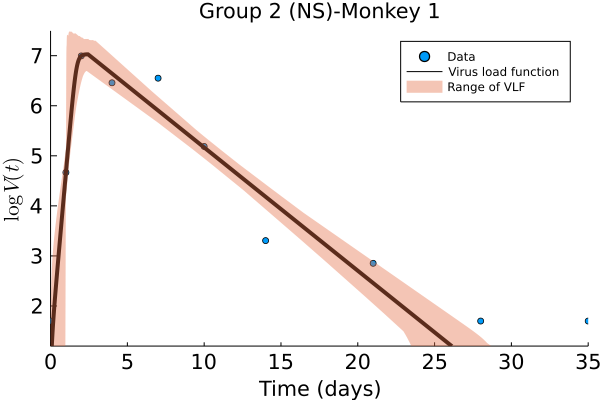 Group 2 (NS)-Monkey 1
Data
Virus load function
Range of VLF
log V(t)
7
6
5
4
3
2
0
5
10
15
20
25
30
35
Time (days)